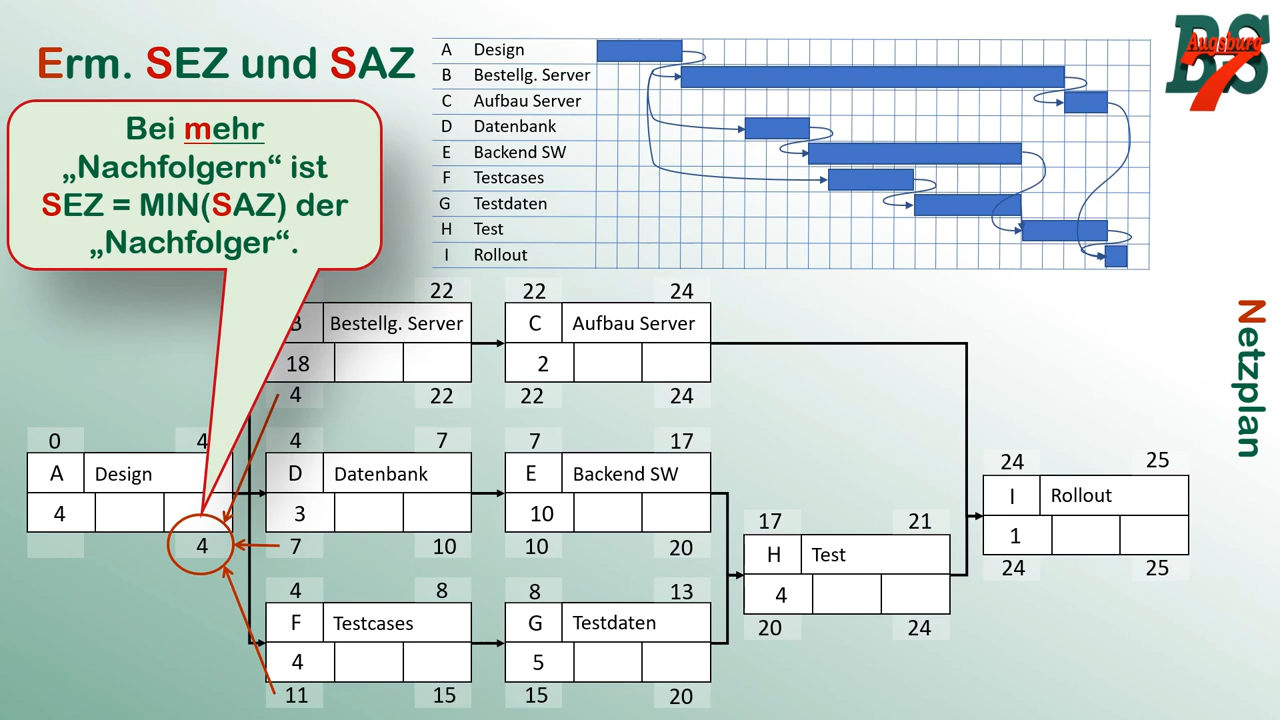 Erm. SEZ und SAZ
Bei mehr
„Nachfolgern“ ist
SEZ = MIN(SAZ) der
„Nachfolger“.
A Design
B Bestellg. Server
C Aufbau Server
D Datenbank
E Backend SW
F Testcases
G Testdaten
H Test
I Rollout
BS
Augsburg
7
Netzplan
22 22 24
B Bestellg. Server C Aufbau Server
18 2
4 22 22 24
0 4 4 7 7 17
A Design D Datenbank E Backend SW
4 3 10
4 7 10 10 20
24 25
I Rollout
1
24 25
17 21
H Test
4
20 24
4 8 8 13
F Testcases G Testdaten
4 5
11 15 15 20